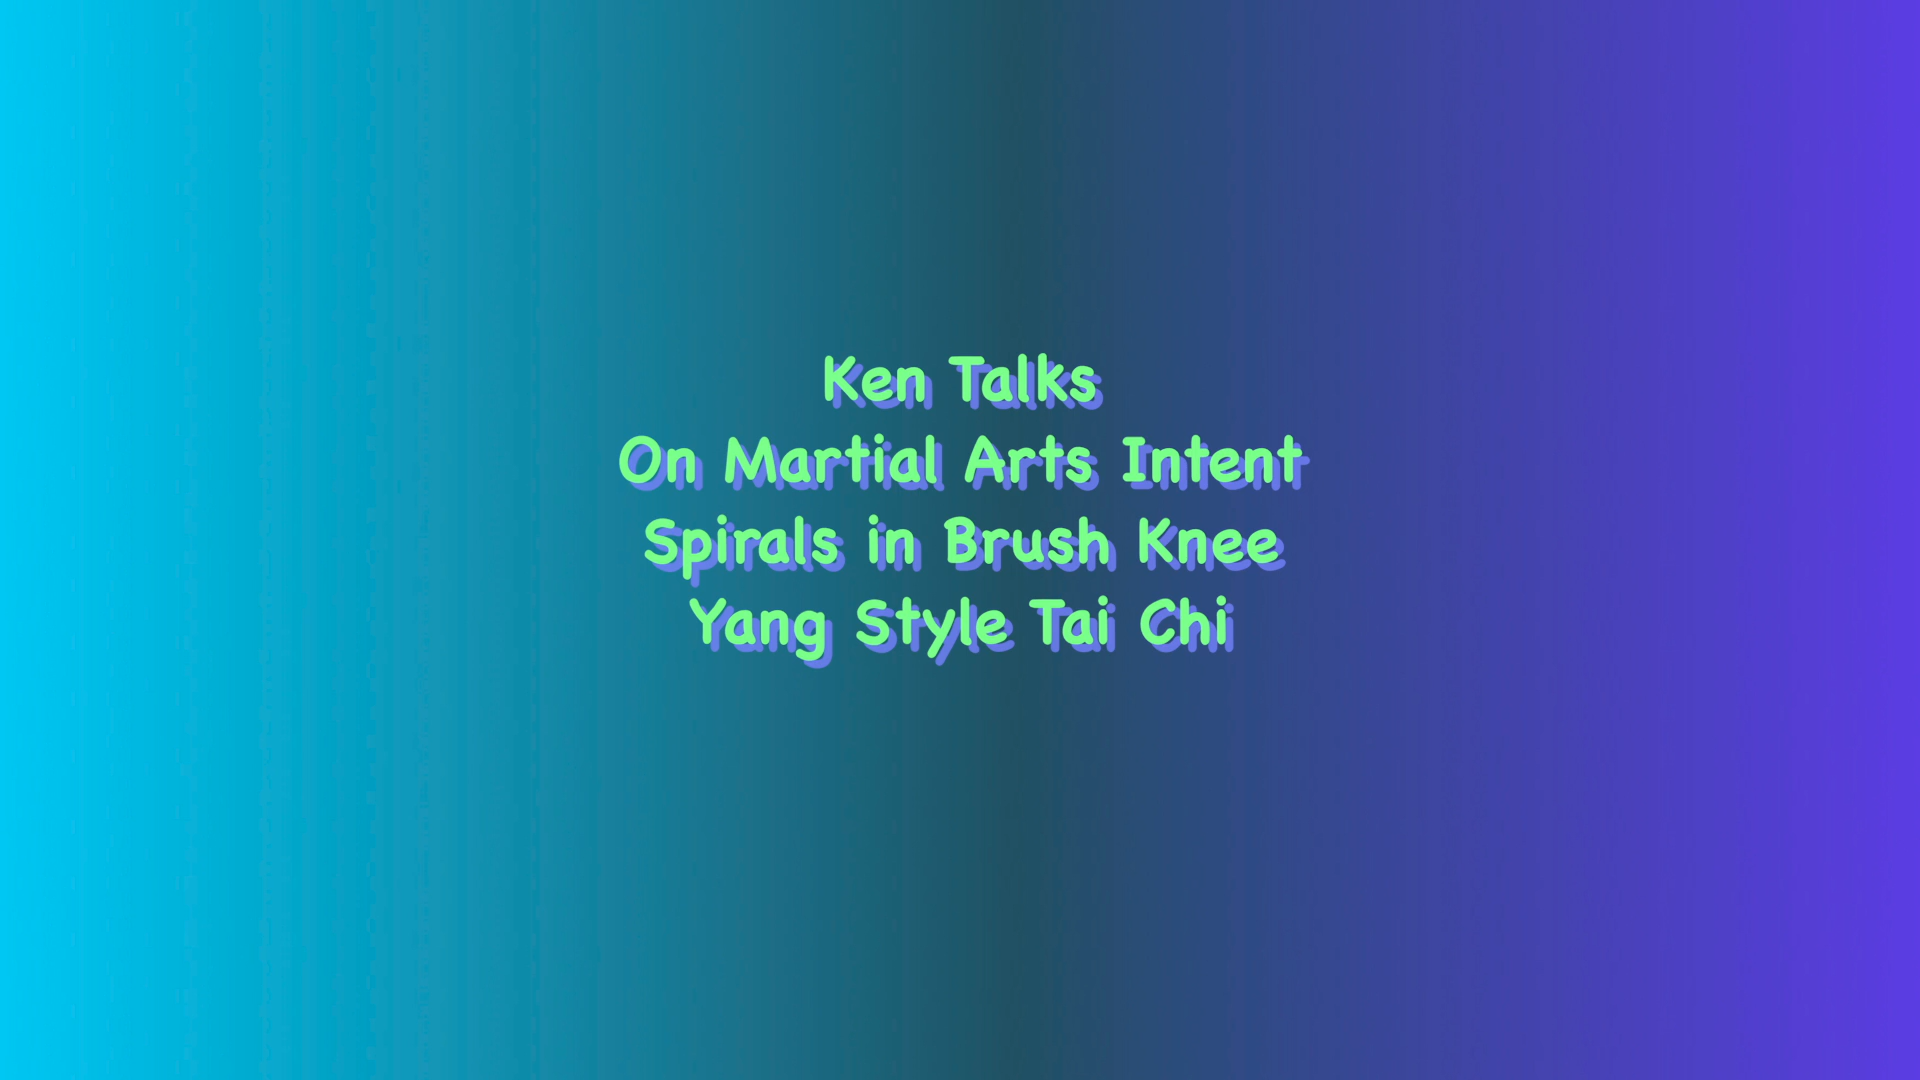 Ken Talks
On Martial Arts Intent
Spirals in Brush Knee
Yang Style Tai Chi